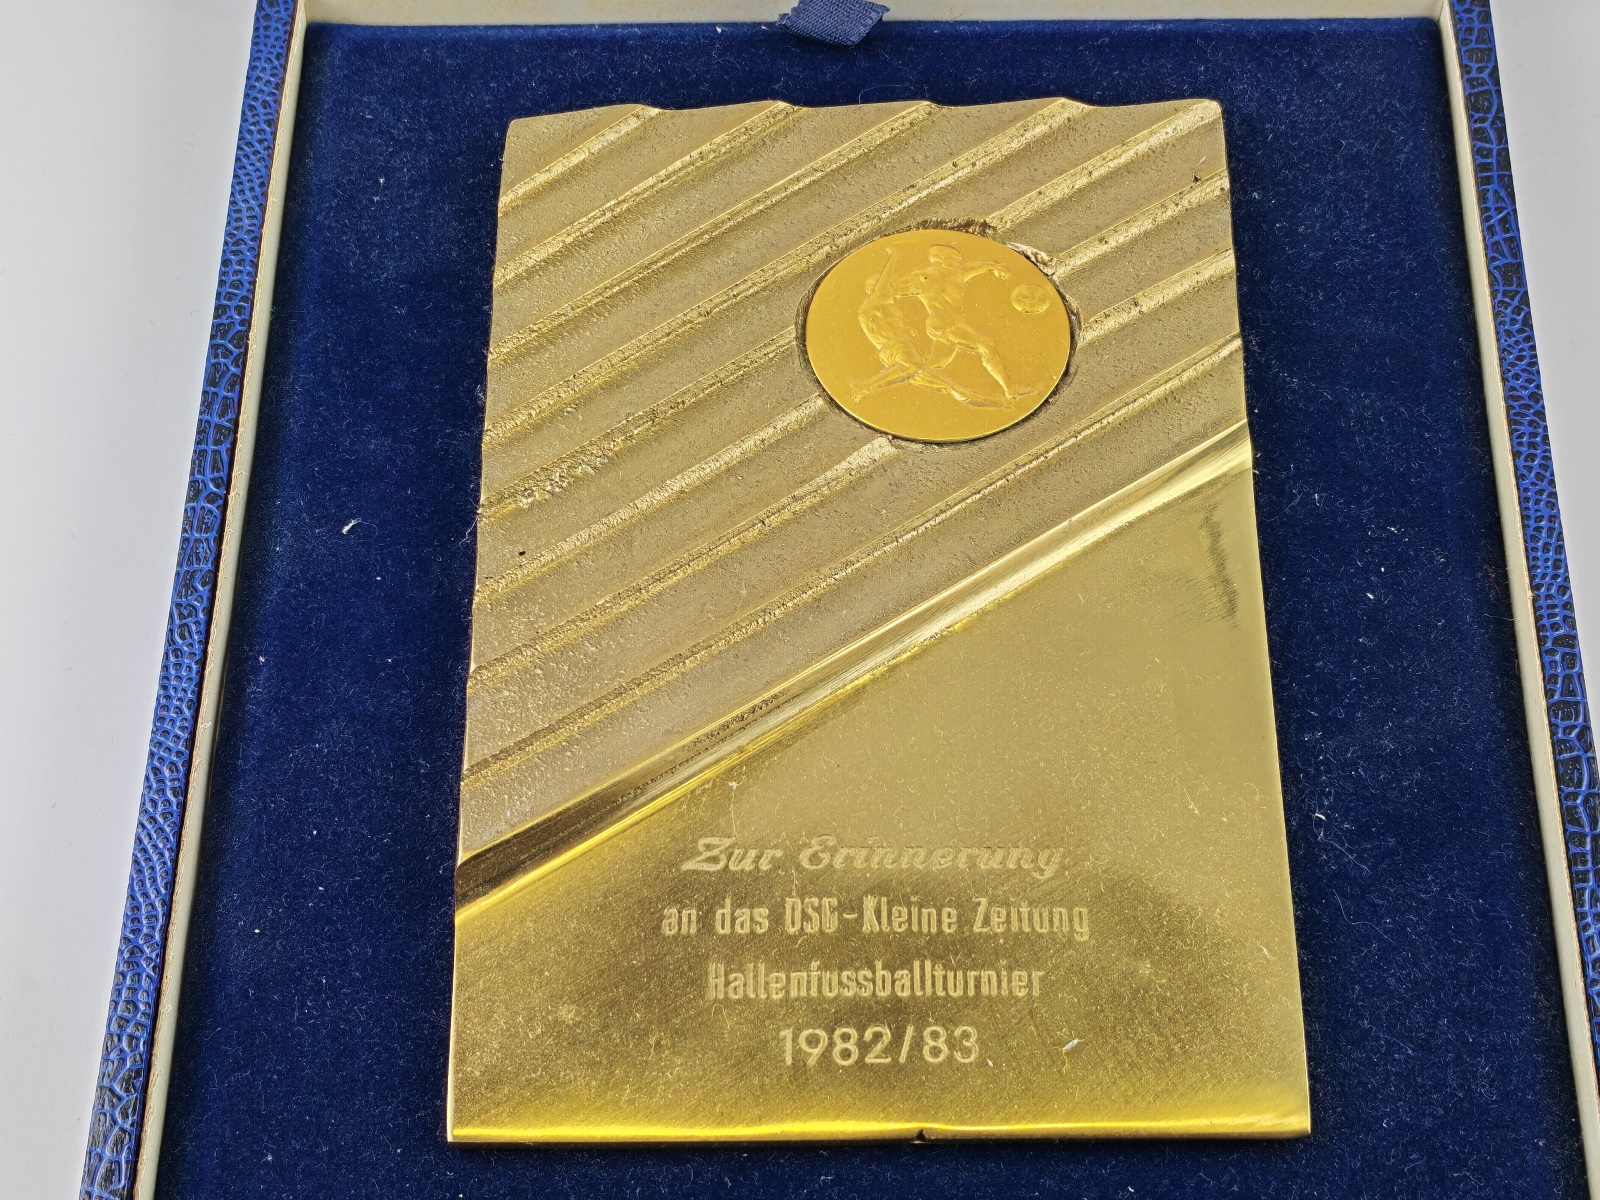 Zur Erinnerung
an das DSG-Kleine Zeitung
Hallenfussballturnier
1982/83